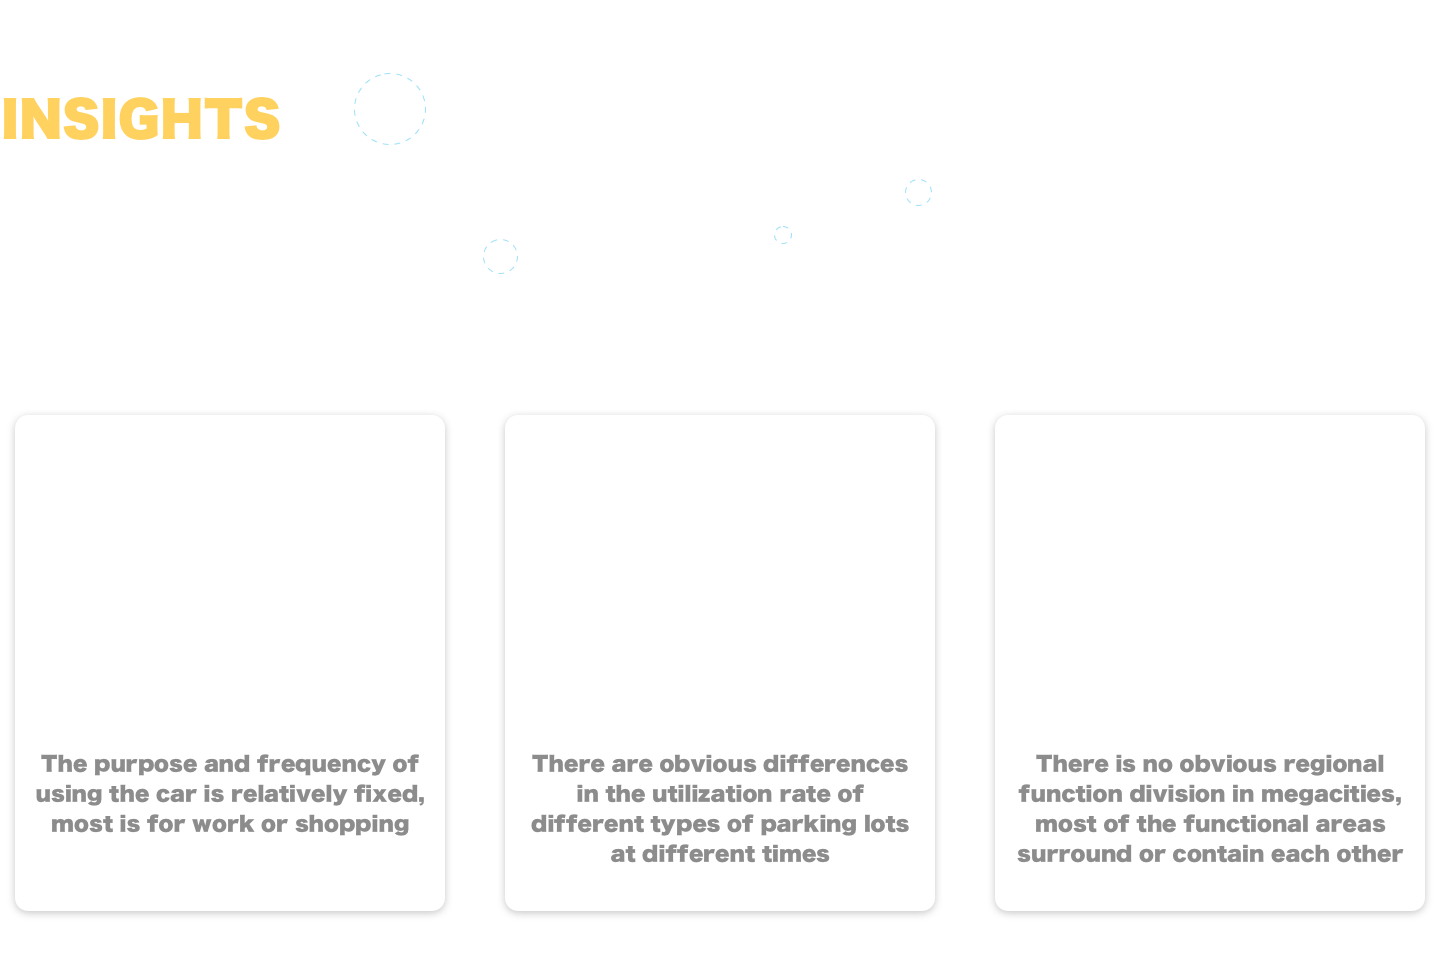 INSIGHTS
The purpose and frequency of
using the car is relatively fixed,
most is for work or shopping
There are obvious differences
in the utilization rate of
different types of parking lots
at different times
There is no obvious regional
function division in megacities,
most of the functional areas
surround or contain each other